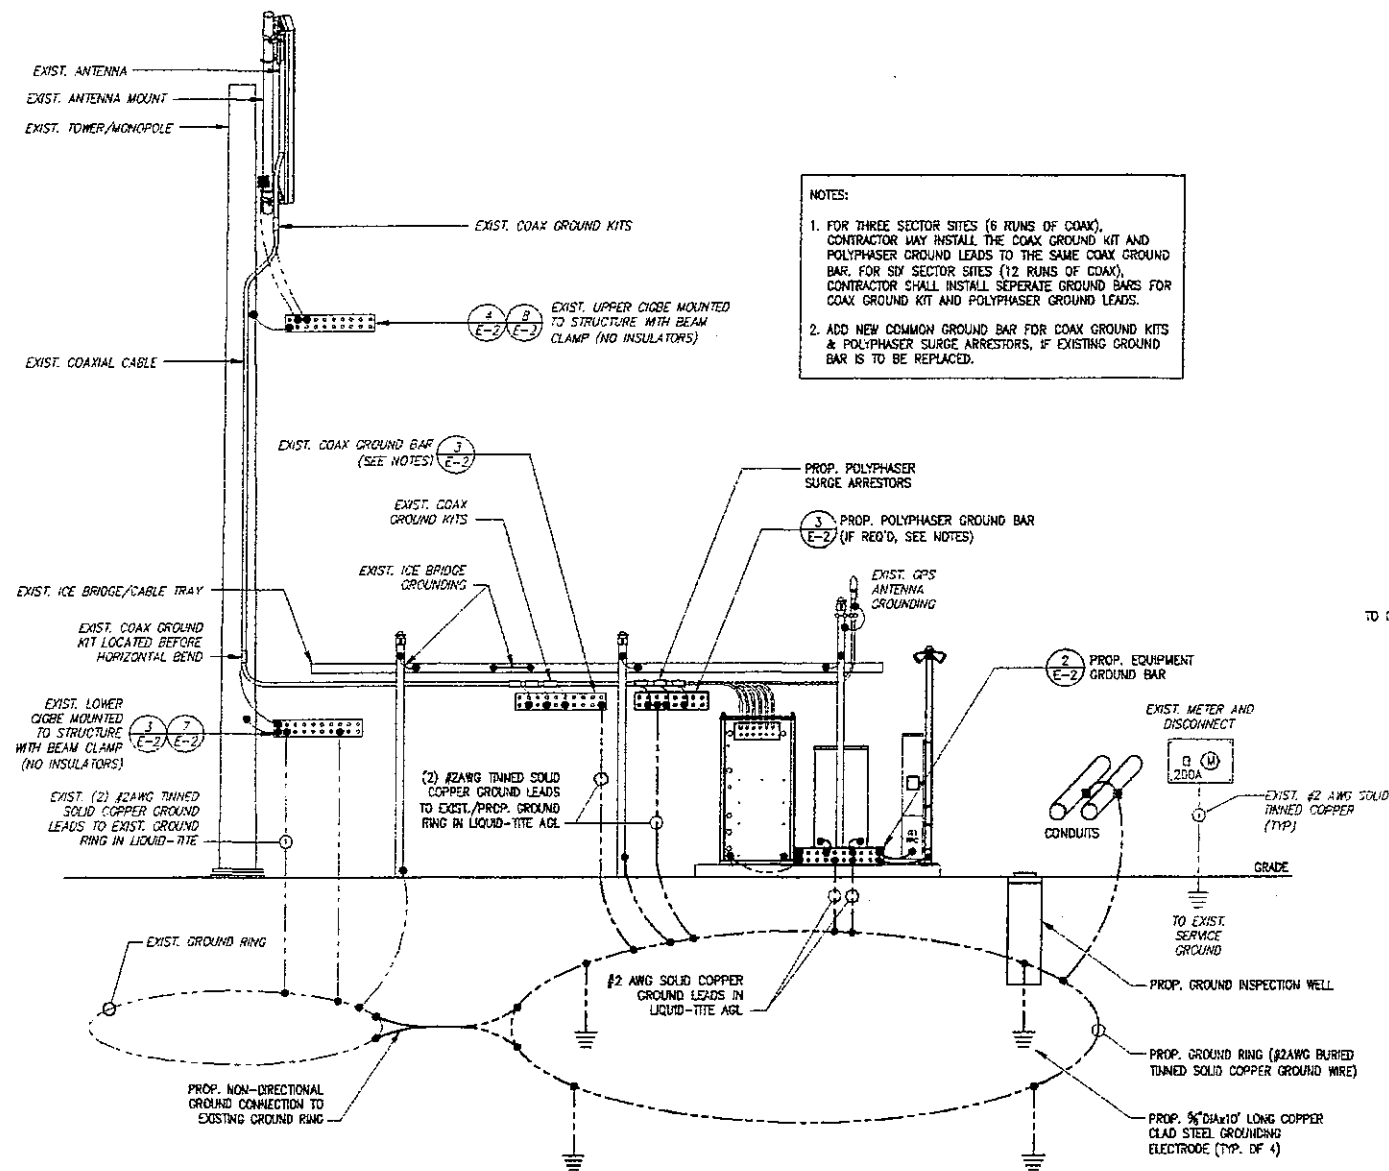 EXIST. ANTENNA
EXIST. ANTENNA MOUNT
EXIST. TOWER/MONOPOLE
EXIST. COAX GROUND KITS
4
E-2
8
E-2
EXIST. UPPER CIGBE MOUNTED
TO STRUCTURE WITH BEAM
CLAMP (NO INSULATORS)
EXIST. COAXIAL CABLE
NOTES:
1. FOR THREE SECTOR SITES (6 RUNS OF COAX),
CONTRACTOR MAY INSTALL THE COAX GROUND KIT AND
POLYPHASER GROUND LEADS TO THE SAME COAX GROUND
BAR. FOR SIX SECTOR SITES (12 RUNS OF COAX),
CONTRACTOR SHALL INSTALL SEPERATE GROUND BARS FOR
COAX GROUND KIT AND POLYPHASER GROUND LEADS.
2. ADD NEW COMMON GROUND BAR FOR COAX GROUND KITS
& POLYPHASER SURGE ARRESTORS, IF EXISTING GROUND
BAR IS TO BE REPLACED.
EXIST. COAX GROUND BAR
(SEE NOTES)
3
E-2
PROP. POLYPHASER
SURGE ARRESTORS
EXIST. COAX
GROUND KITS
3
E-2
PROP. POLYPHASER GROUND BAR
(IF REQ'D, SEE NOTES)
EXIST. ICE BRIDGE
GROUNDING
EXIST. GPS
ANTENNA
GROUNDING
EXIST. ICE BRIDGE/CABLE TRAY
TO
EXIST. COAX GROUND
KIT LOCATED BEFORE
HORIZONTAL BEND
2
E-2
PROP. EQUIPMENT
GROUND BAR
EXIST. LOWER
CIGBE MOUNTED
TO STRUCTURE
WITH BEAM CLAMP
(NO INSULATORS)
3
E-2
7
E-2
EXIST. METER AND
DISCONNECT
M
200A
(2) #2AWG TINNED SOLID
COPPER GROUND LEADS
TO EXIST./PROP. GROUND
RING IN LIQUID-TITE AGL
EXIST. (2) #2AWG TINNED
SOLID COPPER GROUND
LEADS TO EXIST. GROUND
RING IN LIQUID-TITE
EXIST. #2 AWG SOLID
TINNED COPPER
(TYP)
CONDUITS
GRADE
TO EXIST.
SERVICE
GROUND
EXIST. GROUND RING
#2 AWG SOLID COPPER
GROUND LEADS IN
LIQUID-TITE AGL
PROP. GROUND INSPECTION WELL
PROP. GROUND RING (#2AWG BURIED
TINNED SOLID COPPER GROUND WIRE)
PROP. NON-DIRECTIONAL
GROUND CONNECTION TO
EXISTING GROUND RING
PROP. ⅝"DIAx10' LONG COPPER
CLAD STEEL GROUNDING
ELECTRODE (TYP. OF 4)